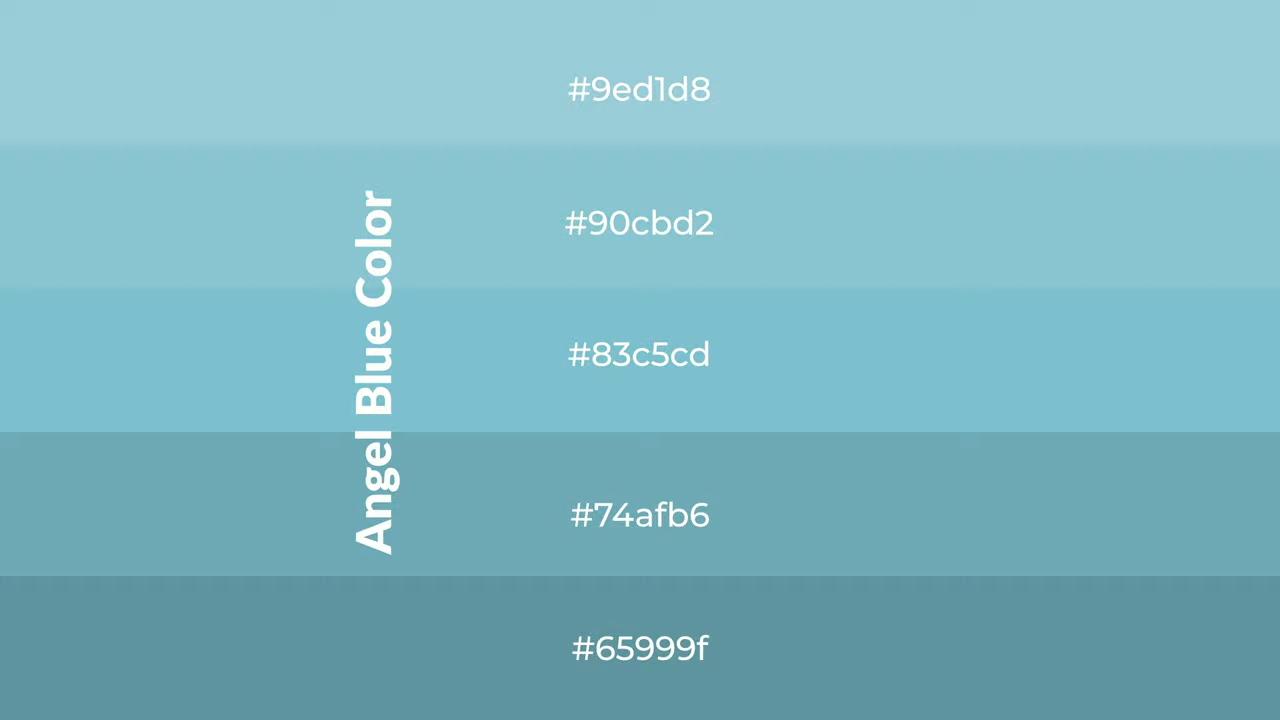 Angel Blue Color
#9ed1d8
#90cbd2
#83c5cd
#74afb6
#65999f